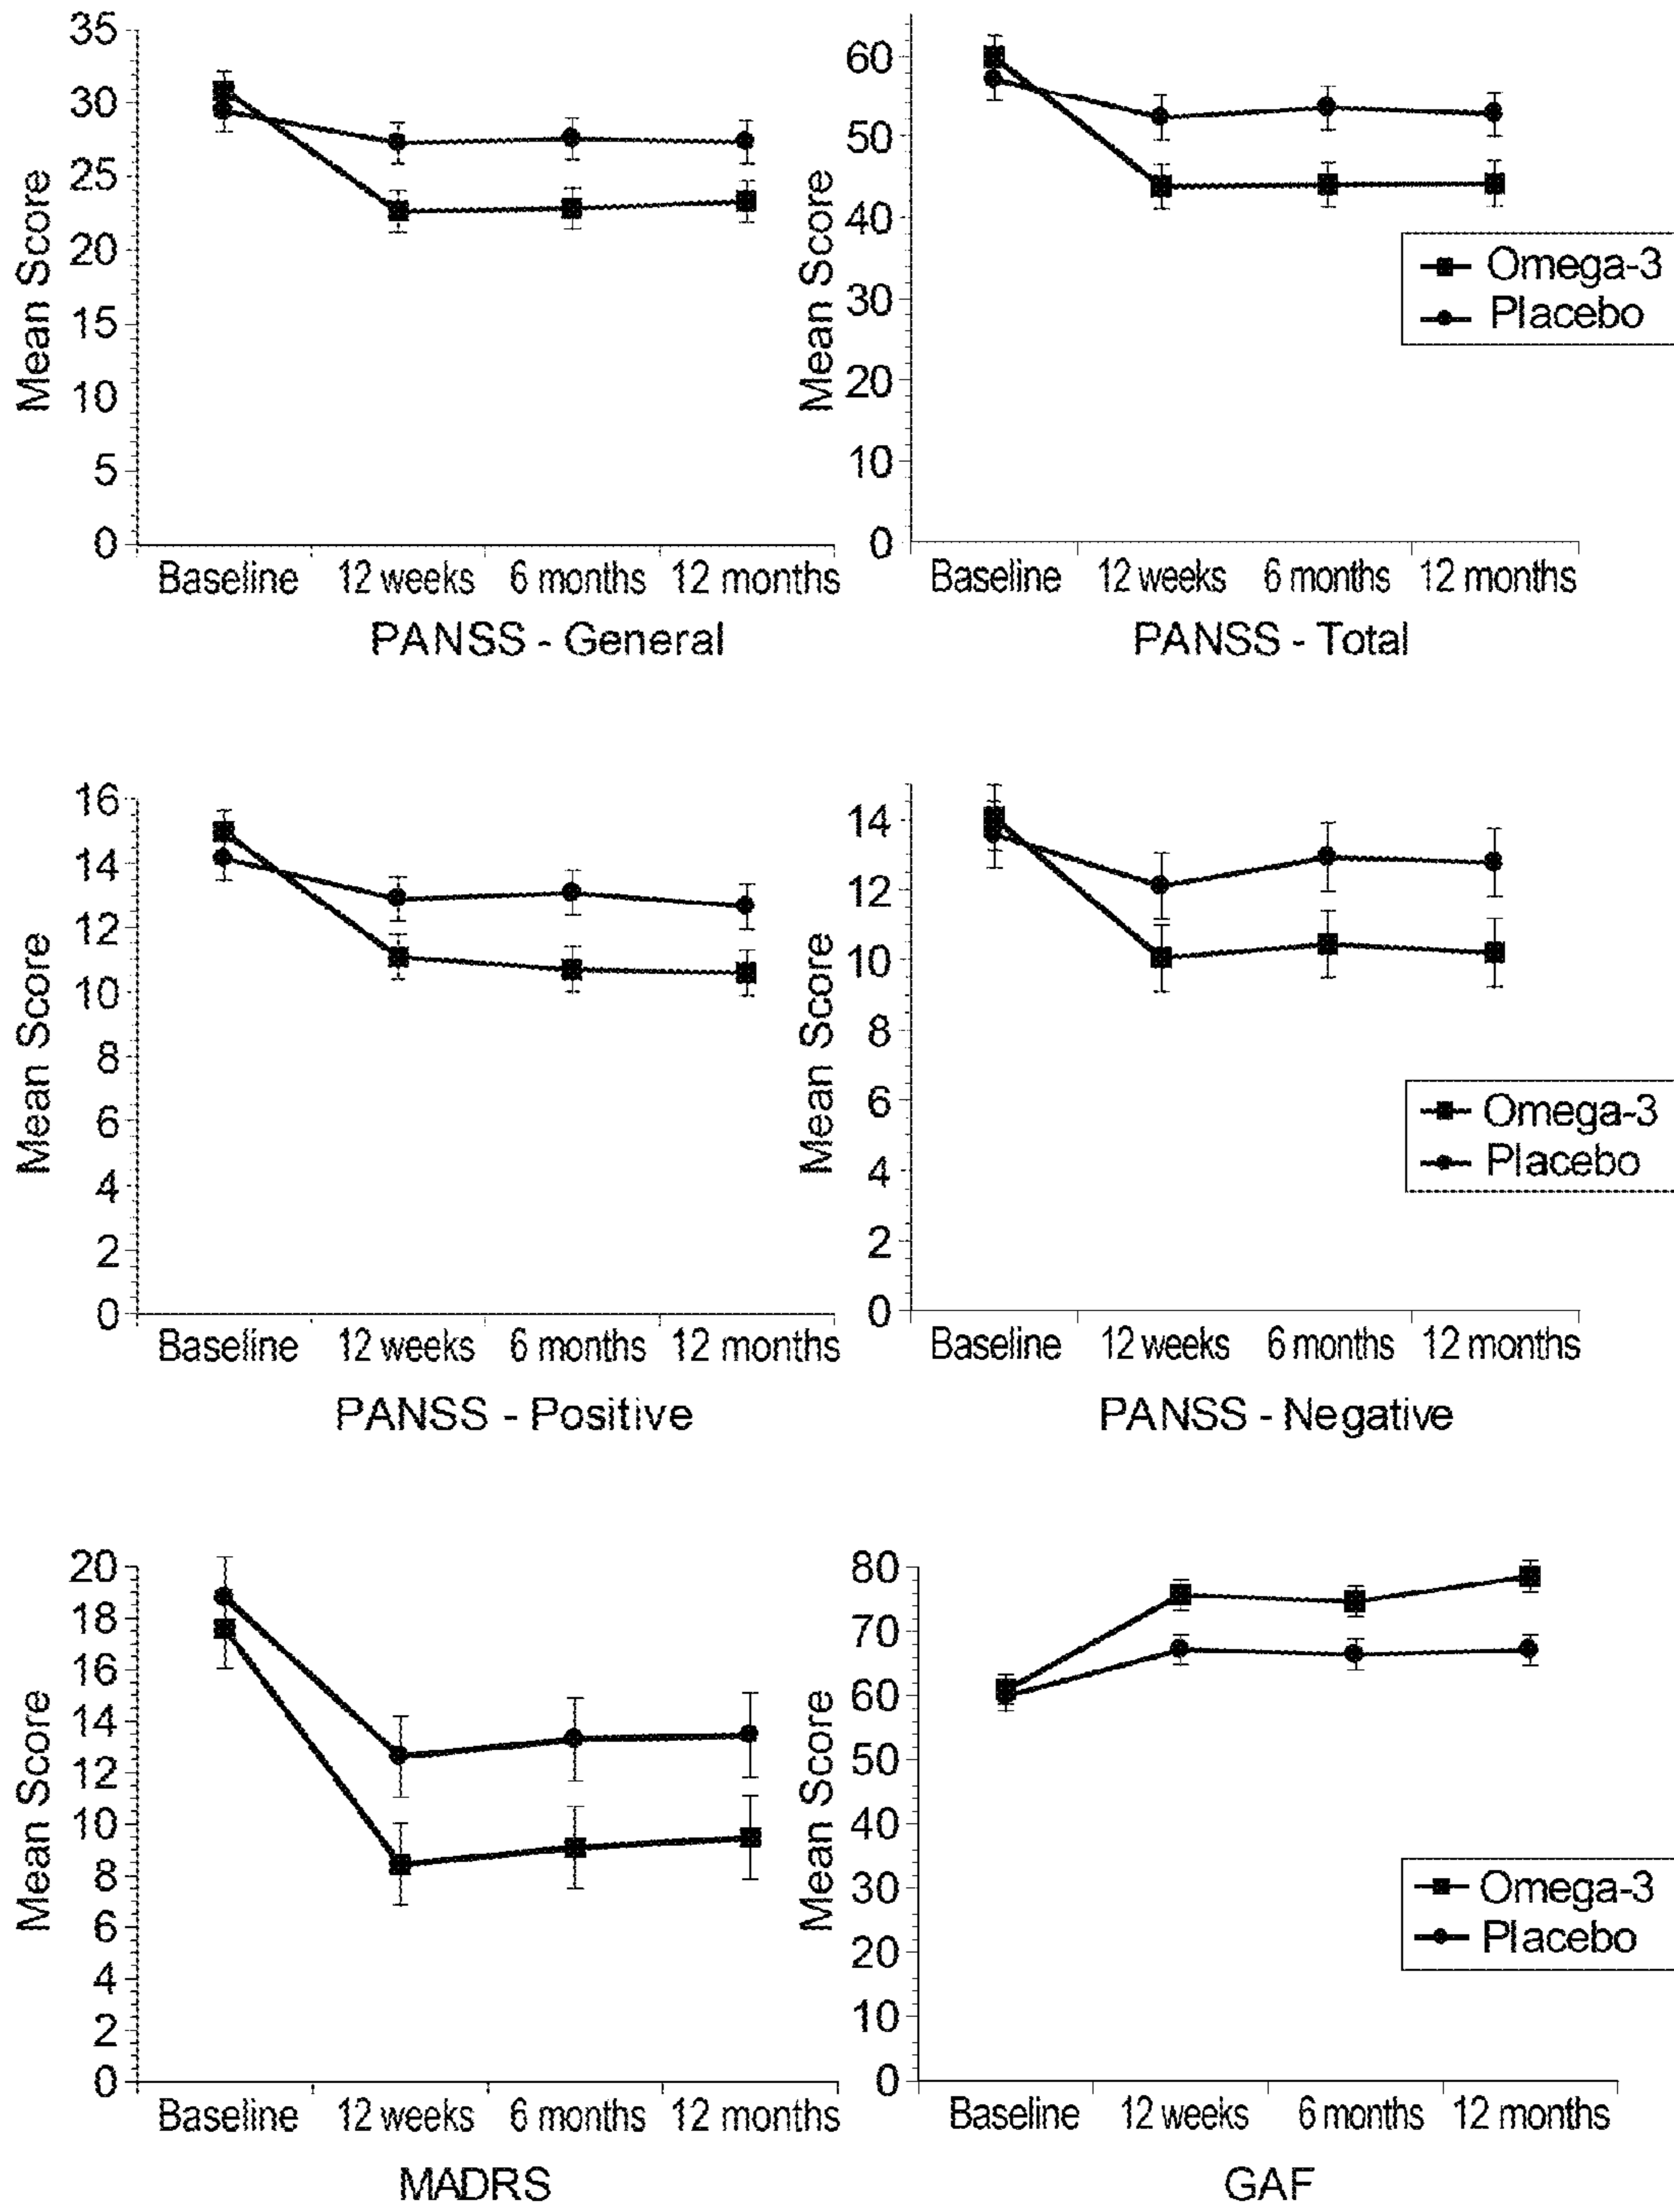 35
30
25
20
15
10
5
0
Mean Score
Baseline 12 weeks 6 months 12 months
PANSS - General
60
50
40
30
20
10
0
Mean Score
Omega-3
Placebo
Baseline 12 weeks 6 months 12 months
PANSS - Total
16
14
12
10
8
6
4
2
0
Mean Score
Baseline 12 weeks 6 months 12 months
PANSS - Positive
14
12
10
8
6
4
2
0
Mean Score
Omega-3
Placebo
Baseline 12 weeks 6 months 12 months
PANSS - Negative
20
18
16
14
12
10
8
6
4
2
0
Mean Score
Baseline 12 weeks 6 months 12 months
MADRS
80
70
60
50
40
30
20
10
0
Mean Score
Omega-3
Placebo
Baseline 12 weeks 6 months 12 months
GAF